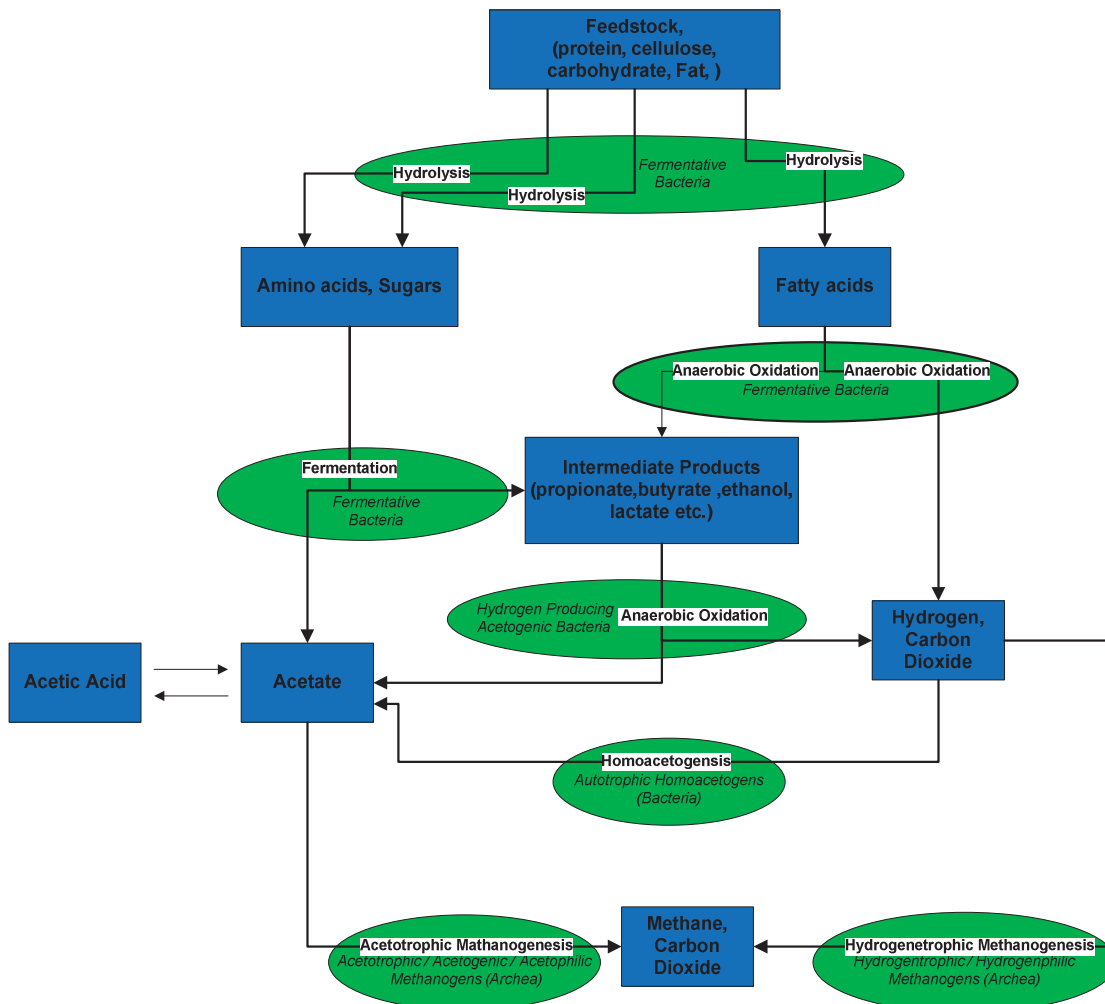 Feedstock,
(protein, cellulose,
carbohydrate, Fat, )
Hydrolysis
Fermentative
Bacteria
Hydrolysis
Hydrolysis
Amino acids, Sugars
Fatty acids
Anaerobic Oxidation
Anaerobic Oxidation
Fermentative Bacteria
Fermentation
Fermentative
Bacteria
Intermediate Products
(propionate,butyrate ,ethanol,
lactate etc.)
Hydrogen Producing
Acetogenic Bacteria
Anaerobic Oxidation
Hydrogen,
Carbon
Dioxide
Acetic Acid
Acetate
Homoacetogensis
Autotrophic Homoacetogens
(Bacteria)
Acetotrophic Mathanogenesis
Acetotrophic / Acetogenic / Acetophilic
Methanogens (Archea)
Methane,
Carbon
Dioxide
Hydrogenetrophic Methanogenesis
Hydrogentrophic / Hydrogenphilic
Methanogens (Archea)